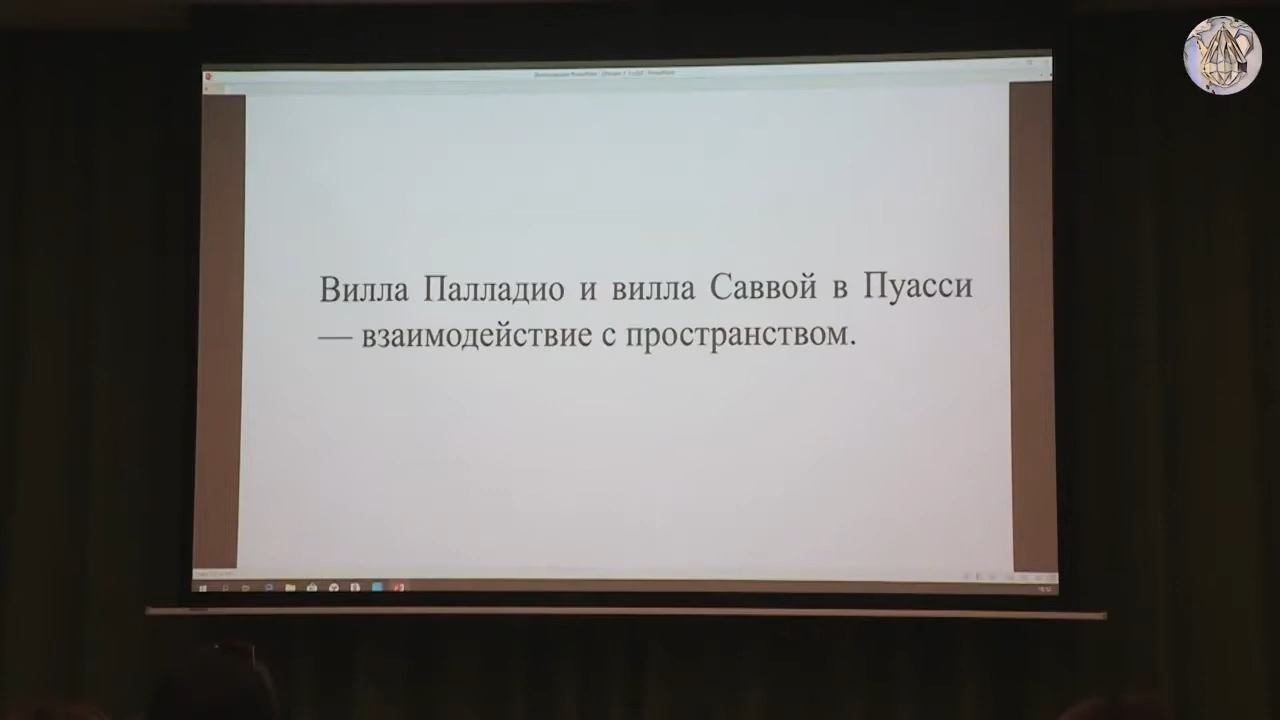 Вилла Палладио и вилла Саввой в Пуасси
— взаимодействие с пространством.